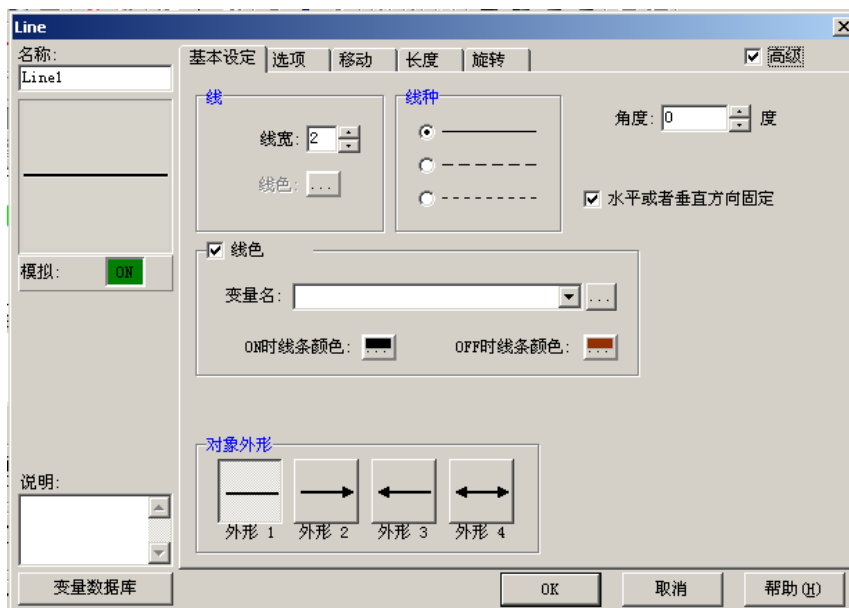 Line
名称:
Line1
模拟:
ON
说明:
变量数据库
基本设定
选项
移动
长度
旋转
高级
线
线宽: 2
线色: ...
线种
角度: 0 度
水平或者垂直方向固定
线色
变量名:
...
ON时线条颜色: ...
OFF时线条颜色: ...
对象外形
外形 1
外形 2
外形 3
外形 4
OK
取消
帮助(H)